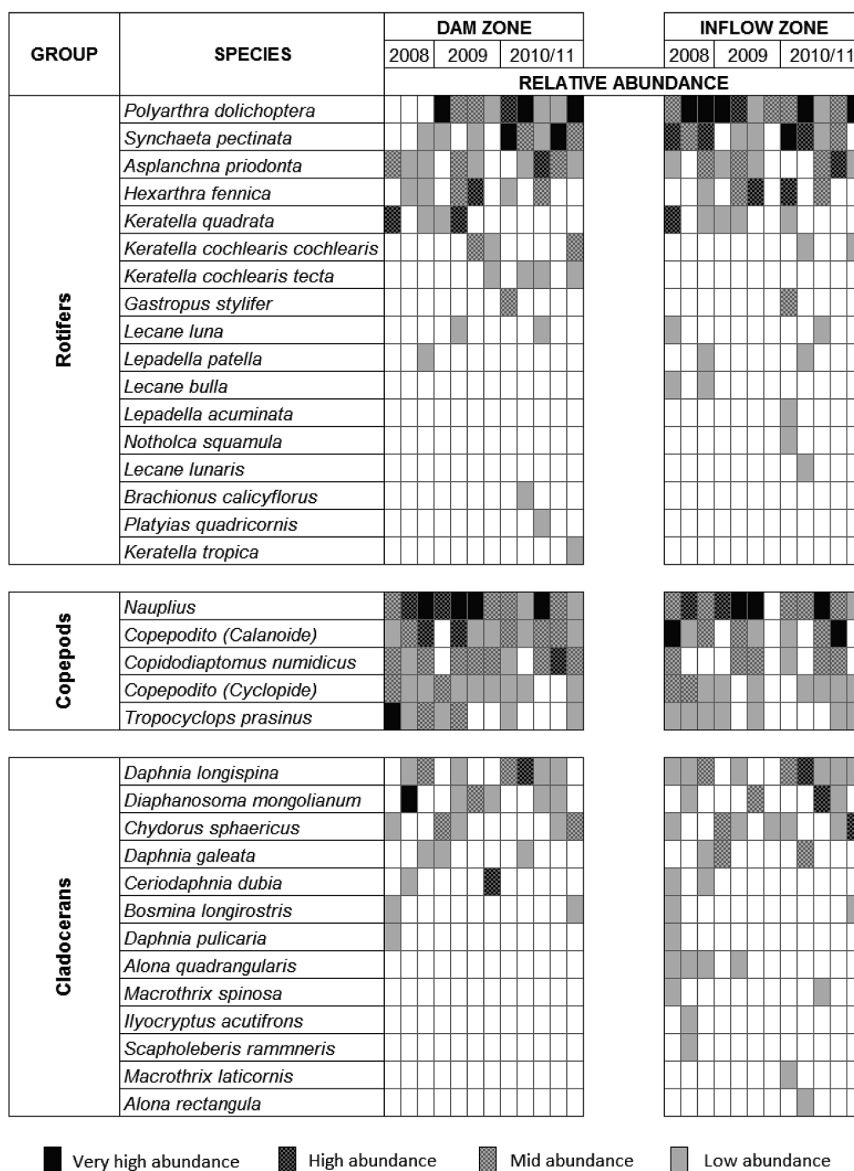 GROUP SPECIES DAM ZONE INFLOW ZONE
2008 2009 2010/11 2008 2009 2010/11
RELATIVE ABUNDANCE
Rotifers
Polyarthra dolichoptera
Synchaeta pectinata
Asplanchna priodonta
Hexarthra fennica
Keratella quadrata
Keratella cochlearis cochlearis
Keratella cochlearis tecta
Gastropus stylifer
Lecane luna
Lepadella patella
Lecane bulla
Lepadella acuminata
Notholca squamula
Lecane lunaris
Brachionus calicyflorus
Platyias quadricornis
Keratella tropica
Copepods
Nauplius
Copepodito (Calanoide)
Copidodiaptomus numidicus
Copepodito (Cyclopide)
Tropocyclops prasinus
Cladocerans
Daphnia longispina
Diaphanosoma mongolianum
Chydorus sphaericus
Daphnia galeata
Ceriodaphnia dubia
Bosmina longirostris
Daphnia pulicaria
Alona quadrangularis
Macrothrix spinosa
Ilyocryptus acutifrons
Scapholeberis rammneris
Macrothrix laticornis
Alona rectangula
Very high abundance High abundance Mid abundance Low abundance